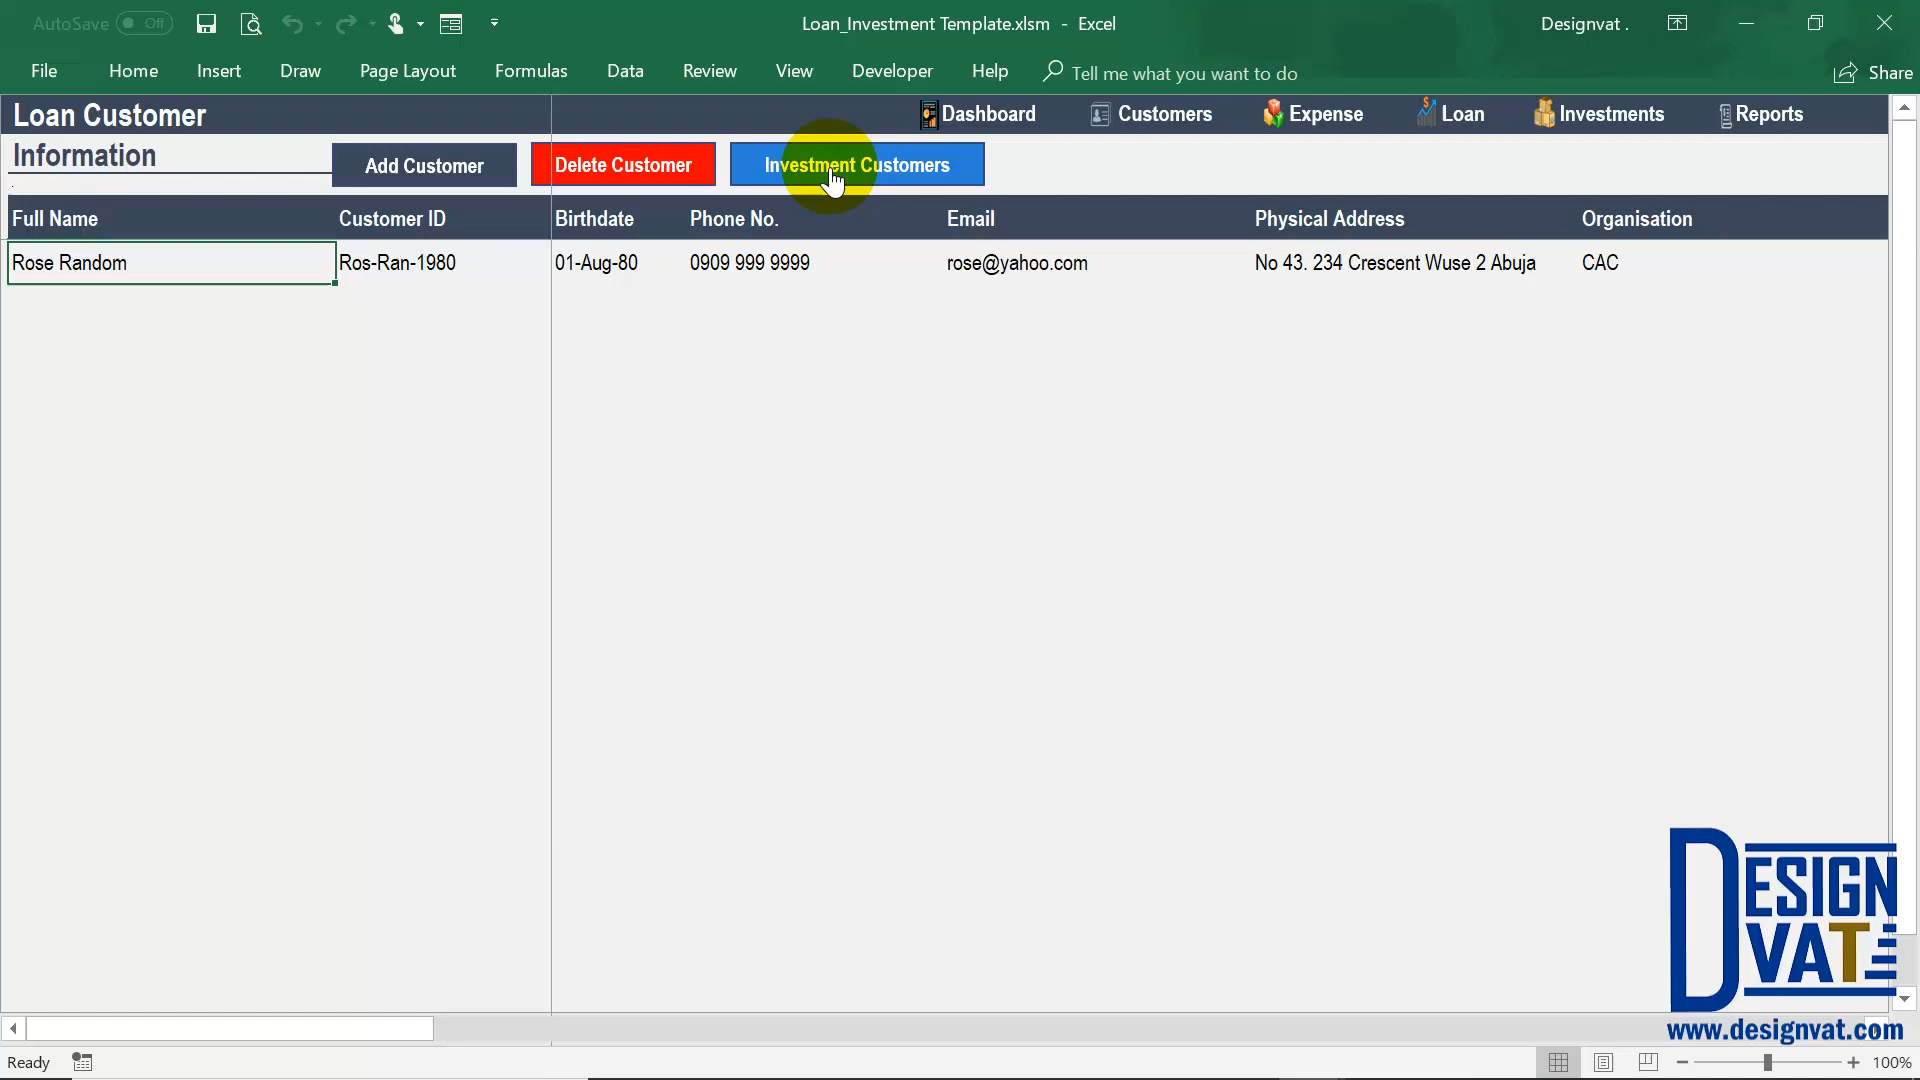 AutoSave Off Loan_Investment Template.xlsm - Excel Designvat .
File Home Insert Draw Page Layout Formulas Data Review View Developer Help Tell me what you want to do Share
Loan Customer Dashboard Customers Expense Loan Investments Reports
Information Add Customer Delete Customer Investment Customers
Full Name Customer ID Birthdate Phone No. Email Physical Address Organisation
Rose Random Ros-Ran-1980 01-Aug-80 0909 999 9999 rose@yahoo.com No 43. 234 Crescent Wuse 2 Abuja CAC
DESIGN
VAT
www.designvat.com
Ready 100%